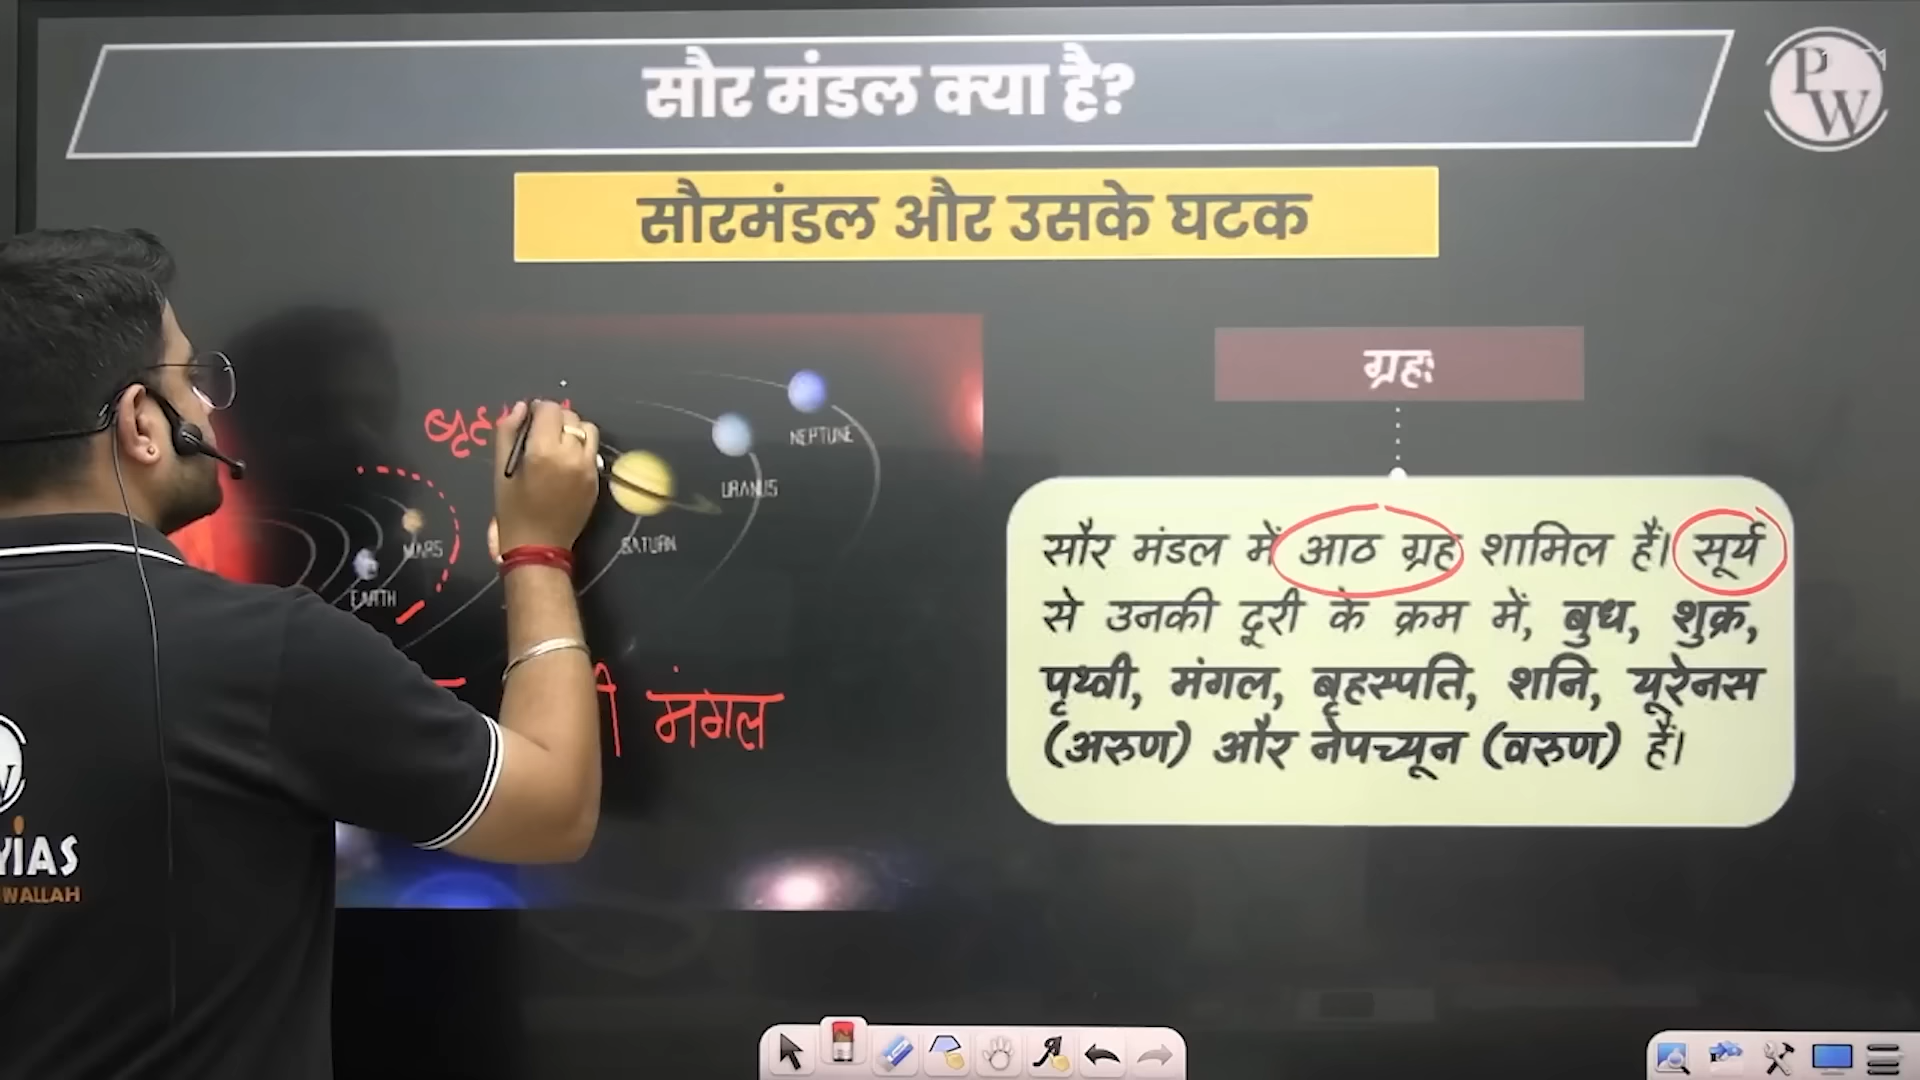 सौर मंडल क्या है?
PW
सौरमंडल और उसके घटक
ग्रहः
NEPTUNE
URANUS
SATURN
MARS
EARTH
मंगल
सौर मंडल में आठ ग्रह शामिल हैं। सूर्य
से उनकी दूरी के क्रम में, बुध, शुक्र,
पृथ्वी, मंगल, बृहस्पति, शनि, यूरेनस
(अरुण) और नेपच्यून (वरुण) हैं।
IAS
WALLAH